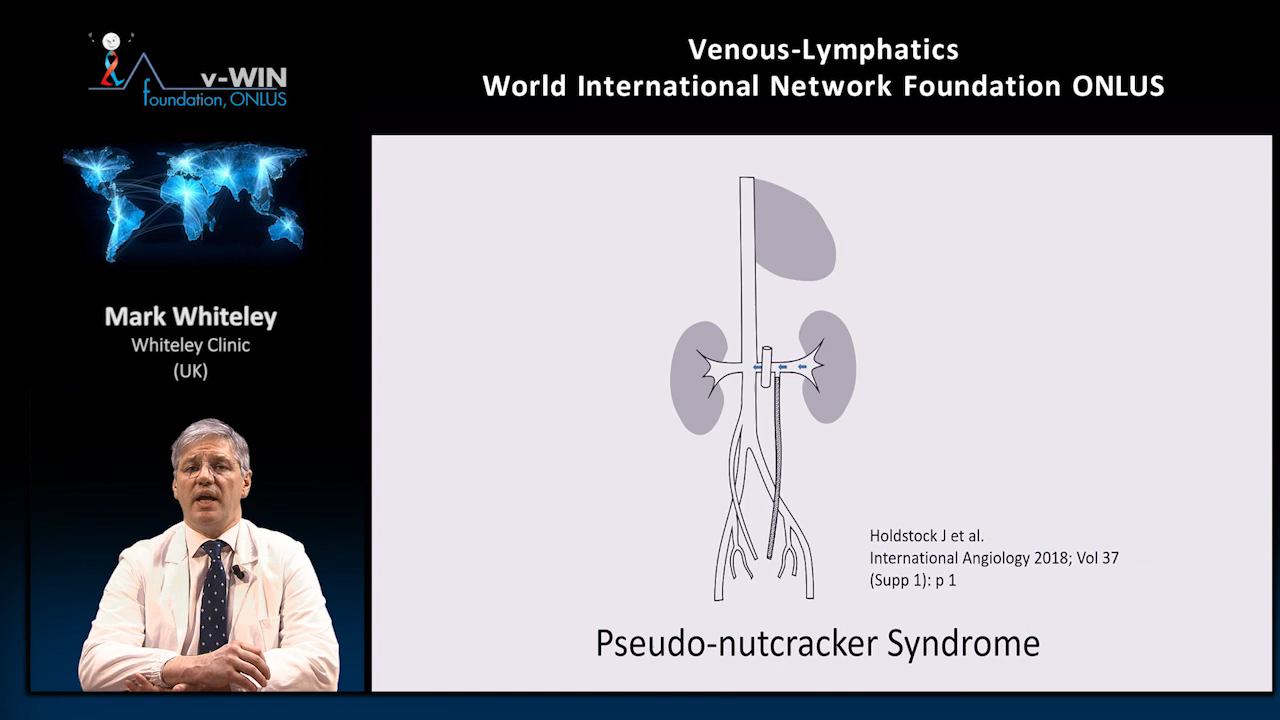 v-WIN
foundation, ONLUS
Venous-Lymphatics
World International Network Foundation ONLUS
Mark Whiteley
Whiteley Clinic
(UK)
Holdstock J et al.
International Angiology 2018; Vol 37
(Supp 1): p 1
Pseudo-nutcracker Syndrome